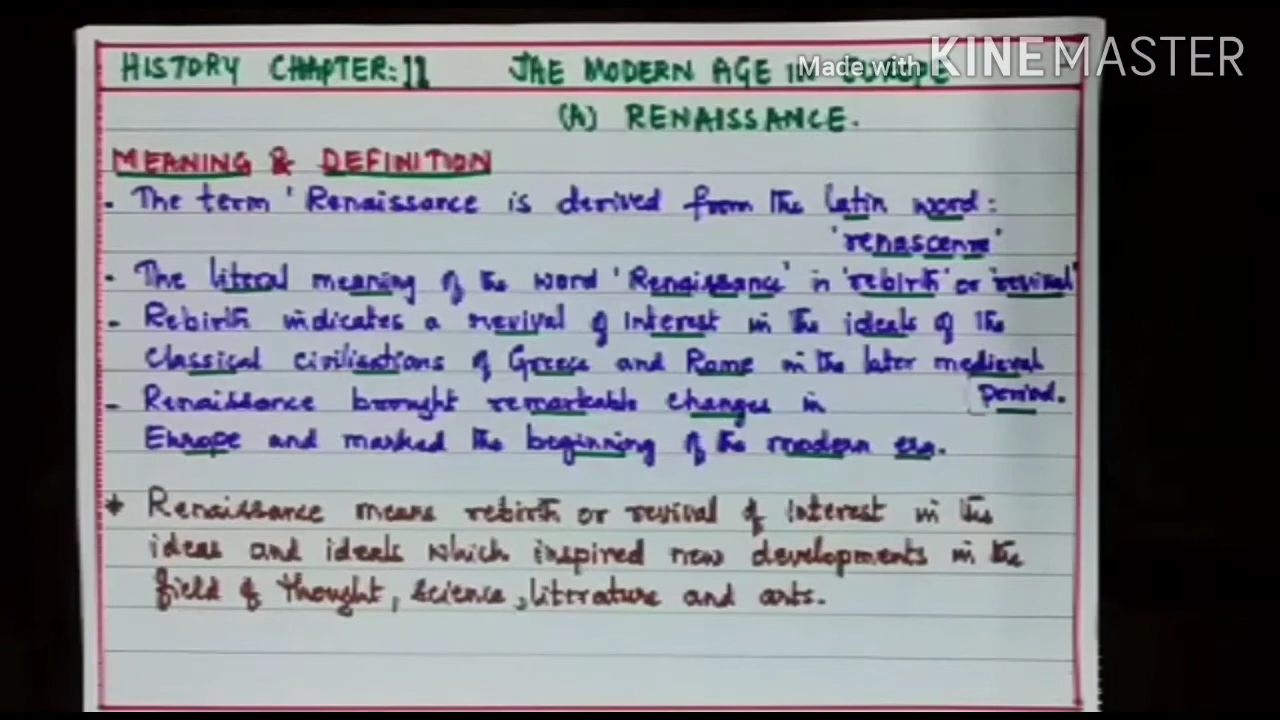 HISTORY CHAPTER: 11 THE MODERN AGE IN EUROPE
Made with KINEMASTER
(A) RENAISSANCE.
MEANING & DEFINITION
. The term 'Renaissance is derived from the latin word:
'renascenre'
- The literal meaning of the word 'Renaissance' in 'rebirth' or 'revival'
- Rebirth indicates a revival of interest in the ideals of the
classical civilisations of Greece and Rome in the later medieval
period.
- Renaissance brought remarkable changes in
Europe and marked the beginning of the modern era.
* Renaissance means rebirth or revival of interest in the
ideas and ideals which inspired new developments in the
field of thought, science, literature and arts.